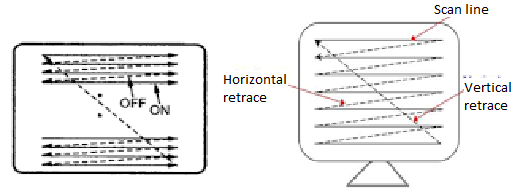 Scan line
OFF
ON
Horizontal
retrace
Vertical
retrace